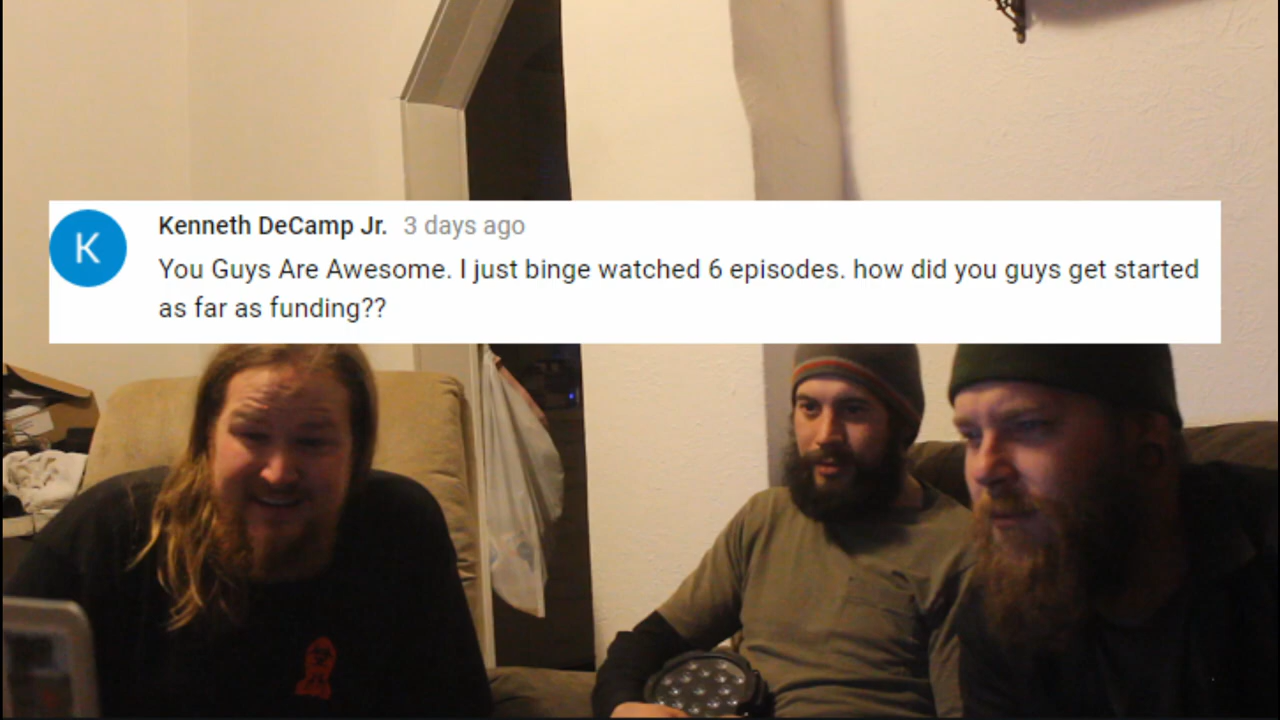 K
Kenneth DeCamp Jr. 3 days ago
You Guys Are Awesome. I just binge watched 6 episodes. how did you guys get started
as far as funding??